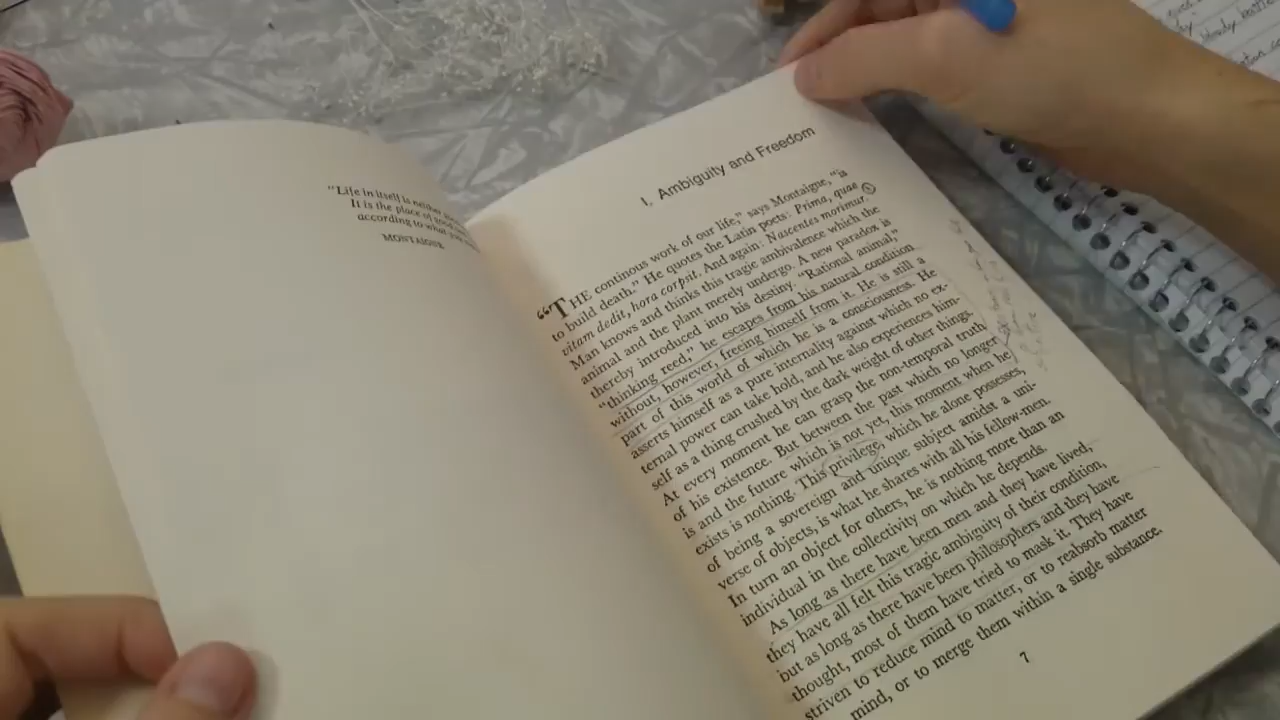 "Life in itself is neither
It is the place of good
according to what you
MONTAIGNE
I. Ambiguity and Freedom
"THE continous work of our life," says Montaigne, "is
to build death." He quotes the Latin poets: Prima, quae
vitam dedit, hora corpsit. And again: Nascentes morimur.
Man knows and thinks this tragic ambivalence which the
animal and the plant merely undergo. A new paradox is
thereby introduced into his destiny. "Rational animal,"
"thinking reed," he escapes from his natural condition
without, however, freeing himself from it. He is still a
part of this world of which he is a consciousness. He
asserts himself as a pure internality against which no ex-
ternal power can take hold, and he also experiences him-
self as a thing crushed by the dark weight of other things.
At every moment he can grasp the non-temporal truth
of his existence. But between the past which no longer
is and the future which is not yet, this moment when he
exists is nothing. This privilege, which he alone possesses,
of being a sovereign and unique subject amidst a uni-
verse of objects, is what he shares with all his fellow-men.
In turn an object for others, he is nothing more than an
individual in the collectivity on which he depends.
As long as there have been men and they have lived,
they have all felt this tragic ambiguity of their condition,
but as long as there have been philosophers and they have
thought, most of them have tried to mask it. They have
striven to reduce mind to matter, or to reabsorb matter
mind, or to merge them within a single substance.
7
bloody